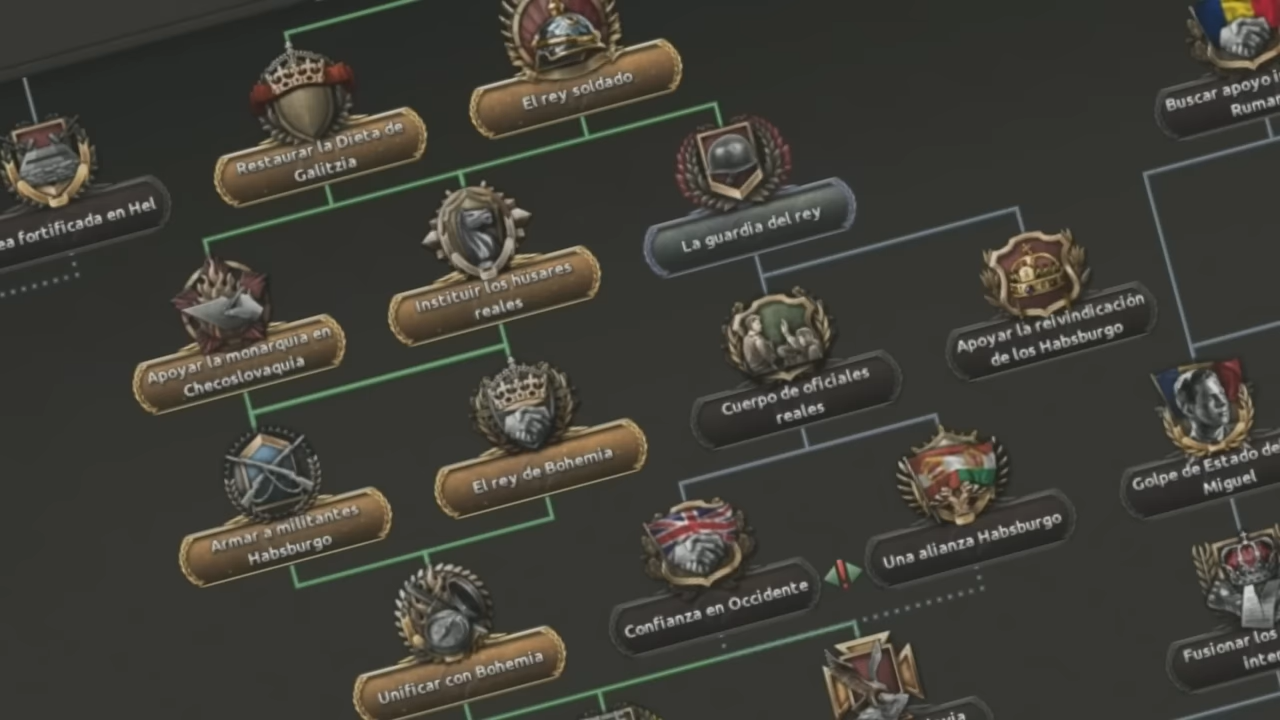 El rey soldado
Restaurar la Dieta de
Galitzia
Buscar apoyo
fortificada en Hel
La guardia del rey
Instituir los húsares
reales
Apoyar la monarquía en
Checoslovaquia
Apoyar la reivindicación
de los Habsburgo
Cuerpo de oficiales
reales
El rey de Bohemia
Golpe de Estado de
Miguel
Armar a militantes
Habsburgo
Una alianza Habsburgo
Confianza en Occidente
Unificar con Bohemia
Fusionar los